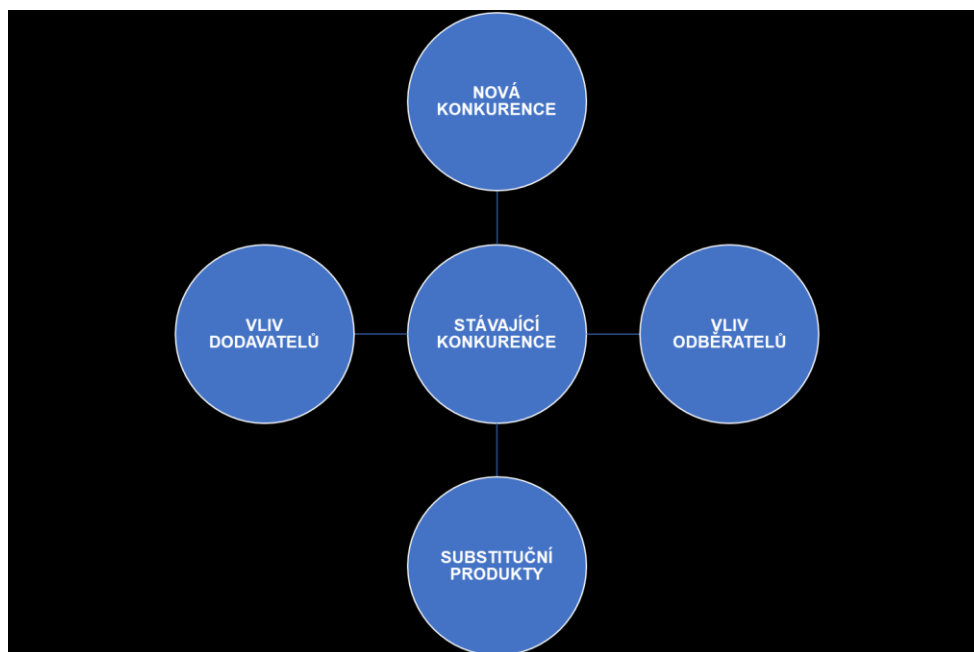 NOVÁ
KONKURENCE
VLIV
DODAVATELŮ
STÁVAJÍCÍ
KONKURENCE
VLIV
ODBĚRATELŮ
SUBSTITUČNÍ
PRODUKTY